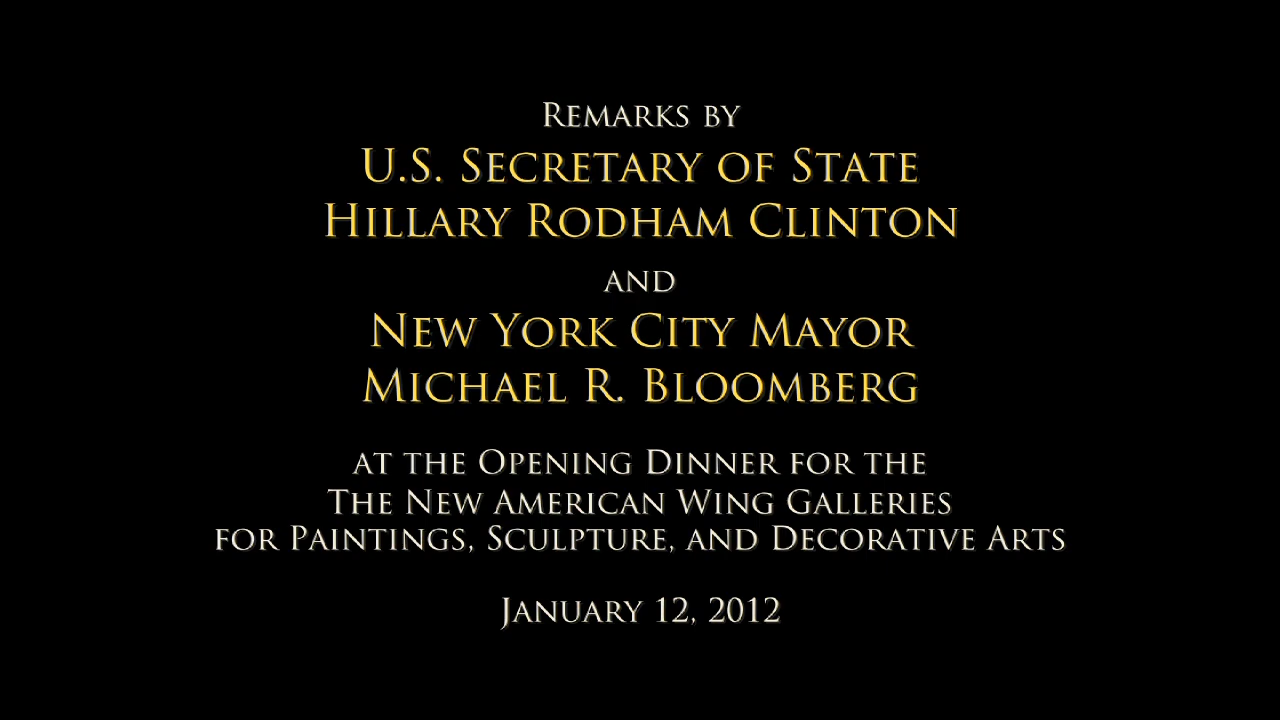 Remarks by
U.S. Secretary of State
Hillary Rodham Clinton
and
New York City Mayor
Michael R. Bloomberg
at the Opening Dinner for the
The New American Wing Galleries
for Paintings, Sculpture, and Decorative Arts
January 12, 2012